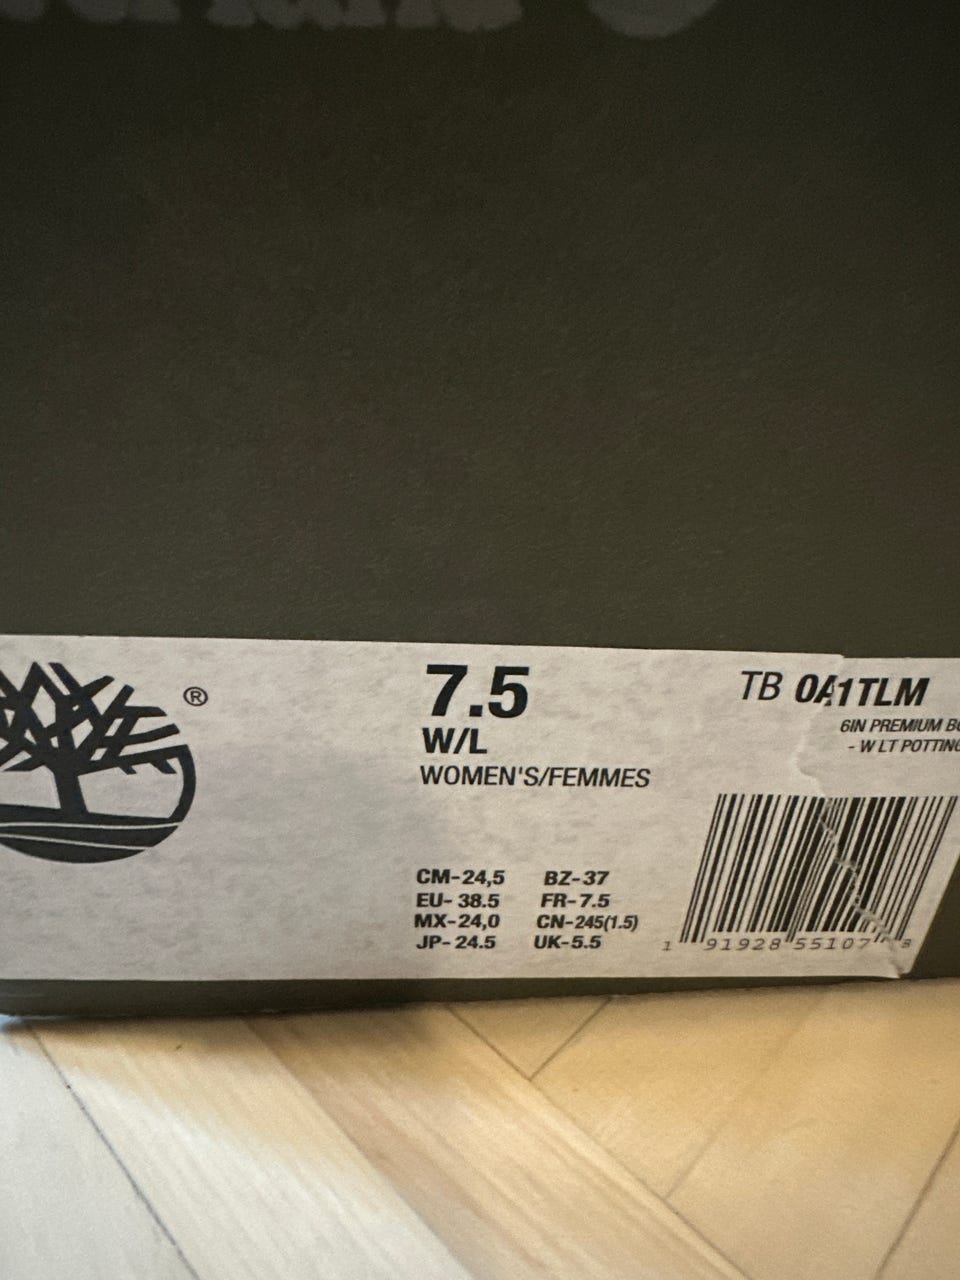 ®
7.5
W/L
WOMEN'S/FEMMES
CM-24,5 BZ-37
EU- 38.5 FR-7.5
MX-24,0 CN-245(1.5)
JP- 24.5 UK-5.5
TB 0A1TLM
6IN PREMIUM
- W LT POTTING
1 91928 55107 8